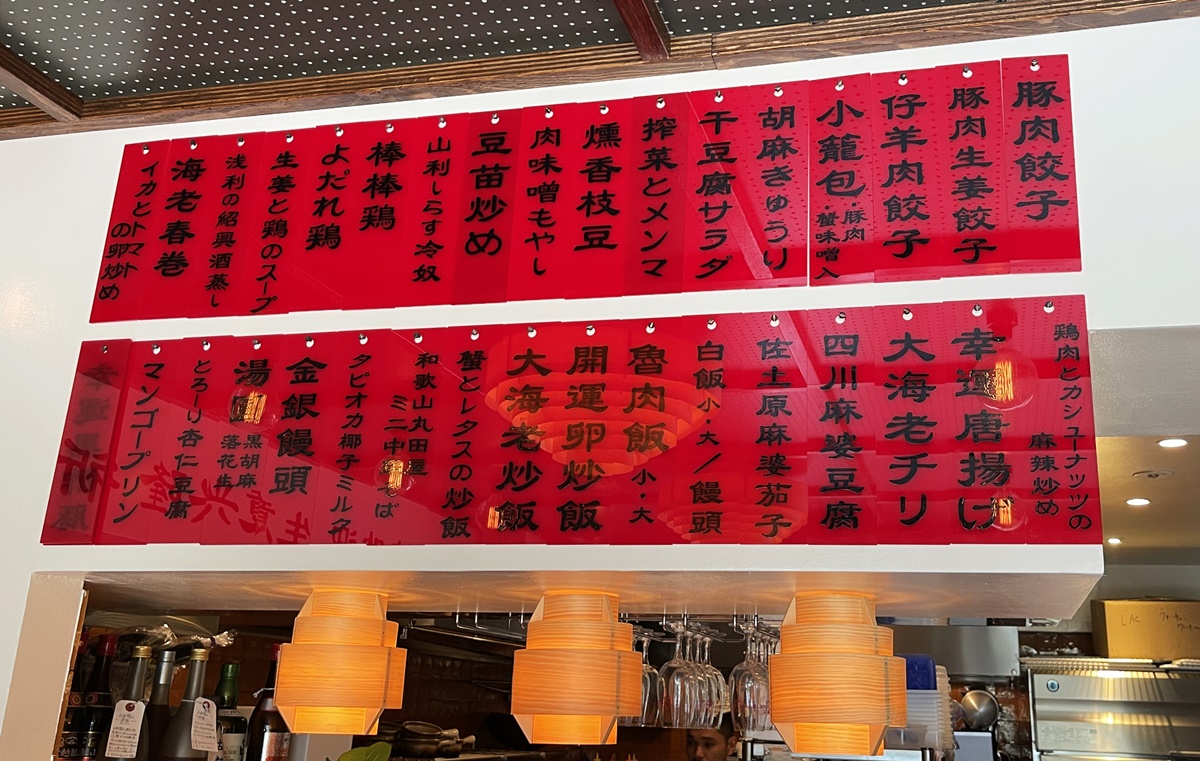 豚肉餃子
豚肉生姜餃子
仔羊肉餃子
小籠包・豚肉・蟹味噌入
胡麻きゅうり
干豆腐サラダ
搾菜とメンマ
燻香枝豆
肉味噌もやし
豆苗炒め
山利しらす冷奴
棒棒鶏
よだれ鶏
生姜と鶏のスープ
浅利の紹興酒蒸し
海老春巻
イカとトマト
の卵炒め
鶏肉とカシューナッツの
麻辣炒め
幸運唐揚げ
大海老チリ
四川麻婆豆腐
佐土原麻婆茄子
白飯小・大／饅頭
魯肉飯 小・大
開運卵炒飯
大海老炒飯
蟹とレタスの炒飯
和歌山丸田屋
ミニ中そば
タピオカ椰子ミルク
金銀饅頭
湯圓
黒胡麻
落花生
とろーり杏仁豆腐
マンゴープリン